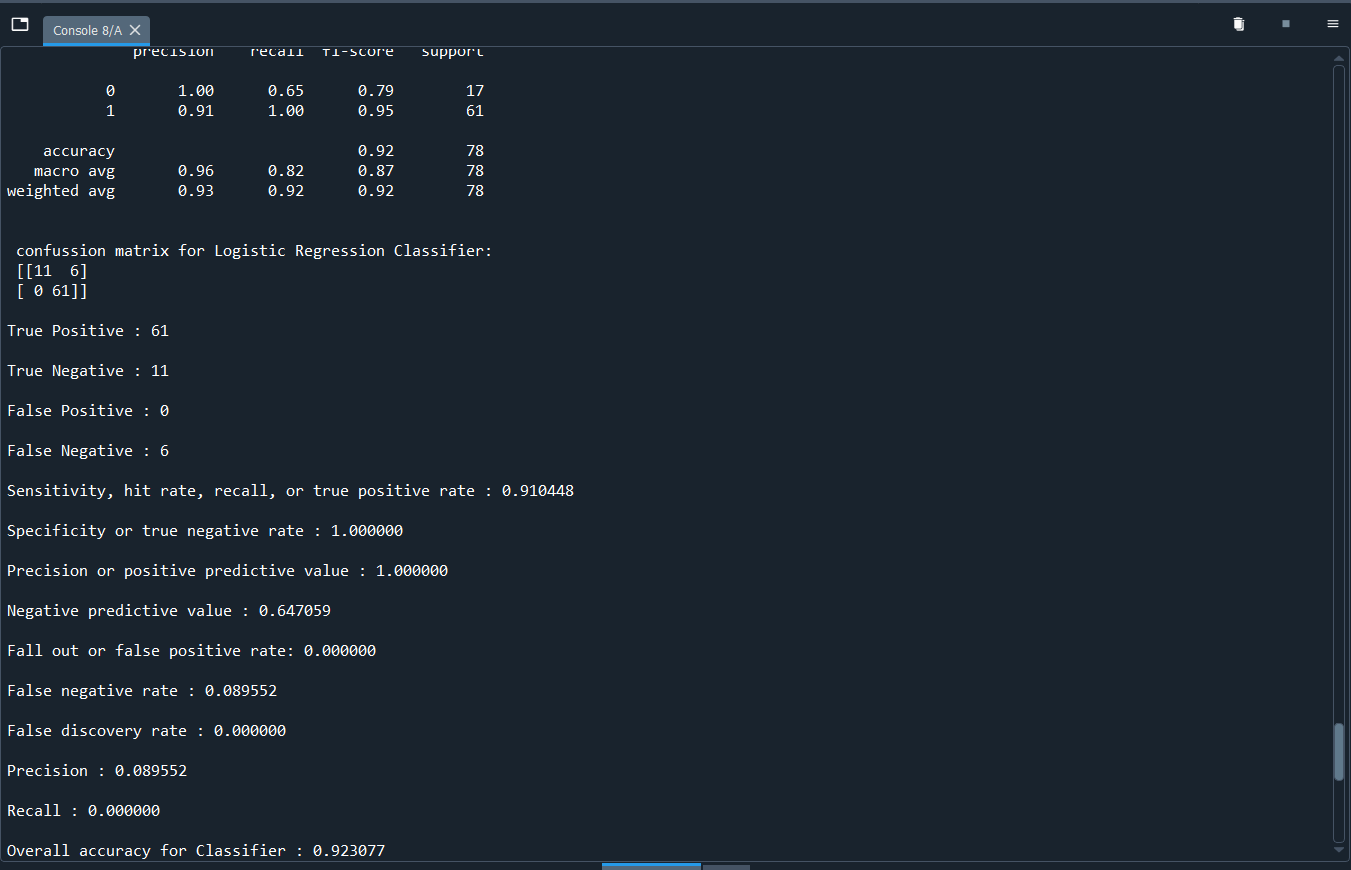 Console 8/A
precision recall f1-score support
0 1.00 0.65 0.79 17
1 0.91 1.00 0.95 61
accuracy 0.92 78
macro avg 0.96 0.82 0.87 78
weighted avg 0.93 0.92 0.92 78
confussion matrix for Logistic Regression Classifier:
[[11  6]
[ 0 61]]
True Positive : 61
True Negative : 11
False Positive : 0
False Negative : 6
Sensitivity, hit rate, recall, or true positive rate : 0.910448
Specificity or true negative rate : 1.000000
Precision or positive predictive value : 1.000000
Negative predictive value : 0.647059
Fall out or false positive rate: 0.000000
False negative rate : 0.089552
False discovery rate : 0.000000
Precision : 0.089552
Recall : 0.000000
Overall accuracy for Classifier : 0.923077